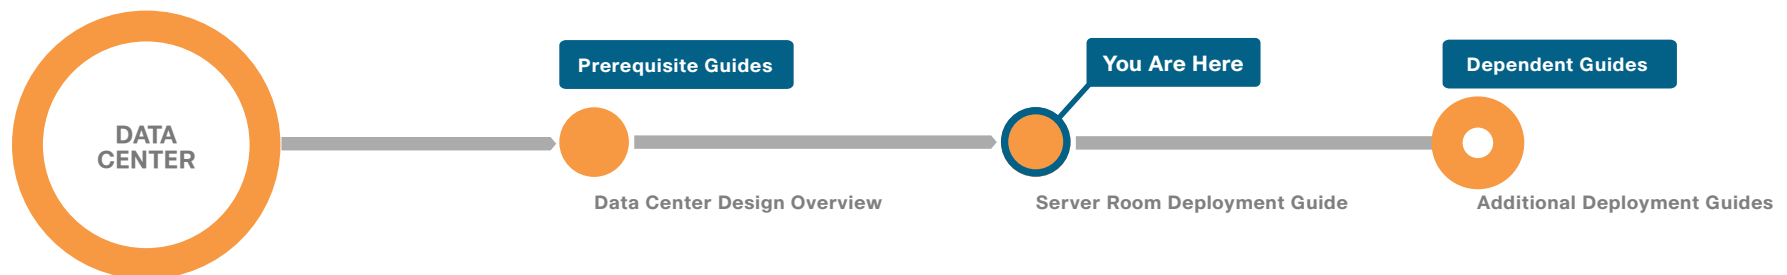 Prerequisite Guides
You Are Here
Dependent Guides
DATA
CENTER
Data Center Design Overview
Server Room Deployment Guide
Additional Deployment Guides